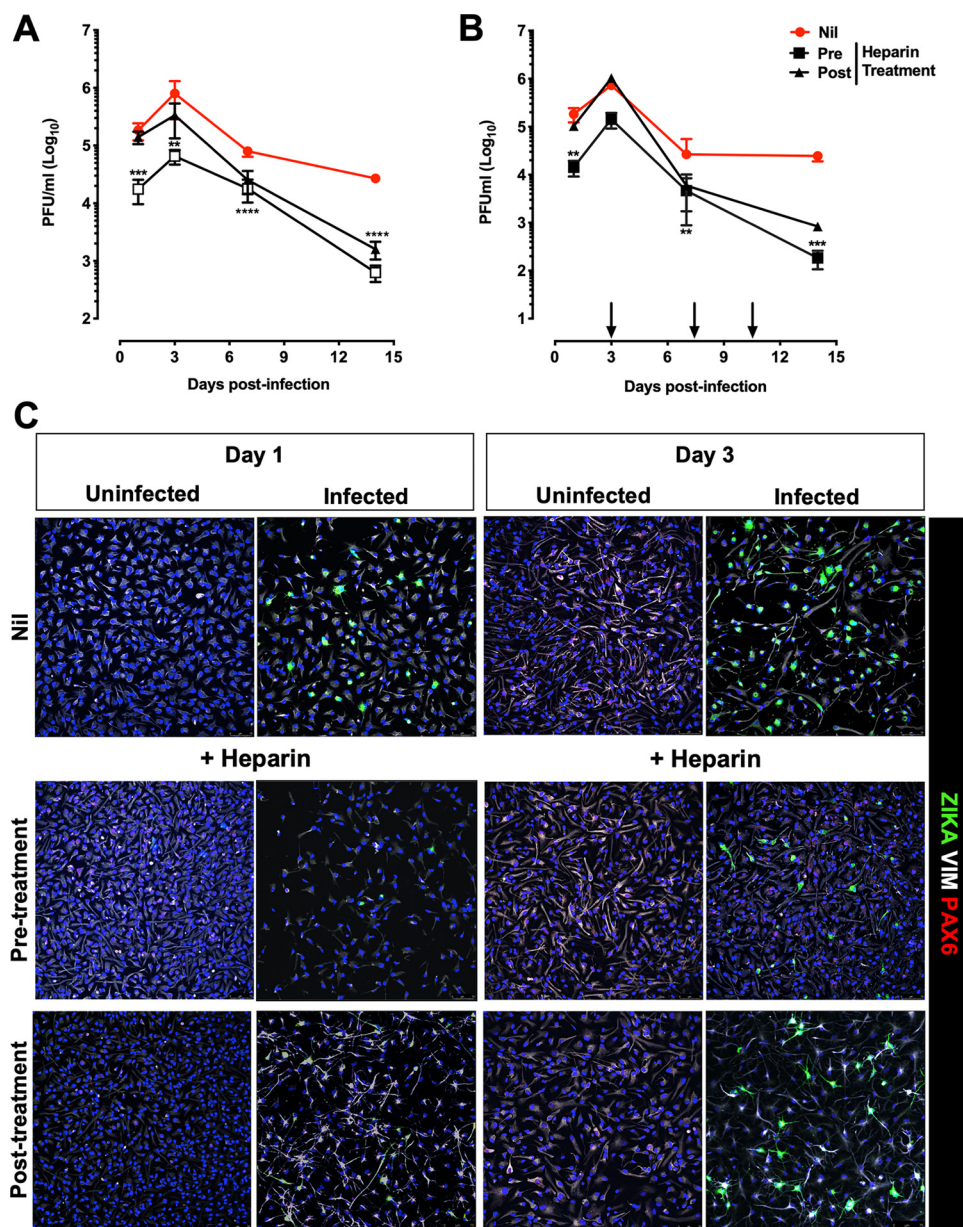 A
7
6
5
4
3
2
PFU/ml (Log10)
***
**
****
****
0 3 6 9 12 15
Days post-infection
B
7
6
5
4
3
2
1
PFUml (Log10)
**
**
***
0 3 6 9 12 15
Days post-infection
Nil
Pre
Post
Heparin
Treatment
C
Day 1
Uninfected Infected
Day 3
Uninfected Infected
Nil
+ Heparin
+ Heparin
Pre-treatment
Post-treatment
ZIKA VIM PAX6